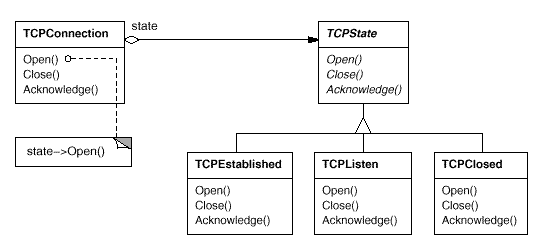 state
TCPConnection
Open()
Close()
Acknowledge()
state->Open()
TCPState
Open()
Close()
Acknowledge()
TCPEstablished
Open()
Close()
Acknowledge()
TCPListen
Open()
Close()
Acknowledge()
TCPClosed
Open()
Close()
Acknowledge()